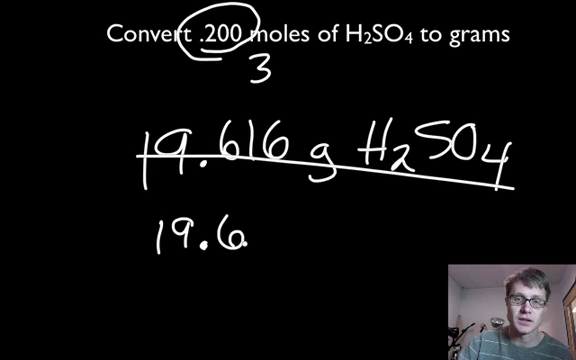 Convert .200 moles of H₂SO₄ to grams
3
19.616 g H₂SO₄
19.6